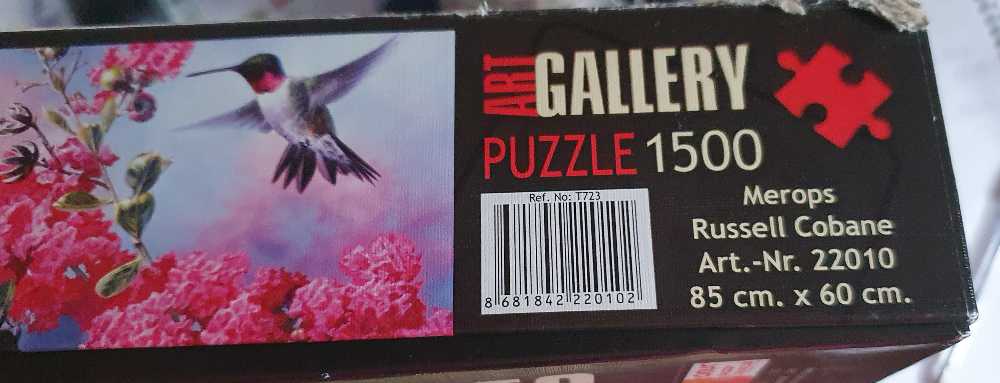 ART GALLERY
PUZZLE 1500
Ref. No: T723
8 681842 220102
Merops
Russell Cobane
Art.-Nr. 22010
85 cm. x 60 cm.